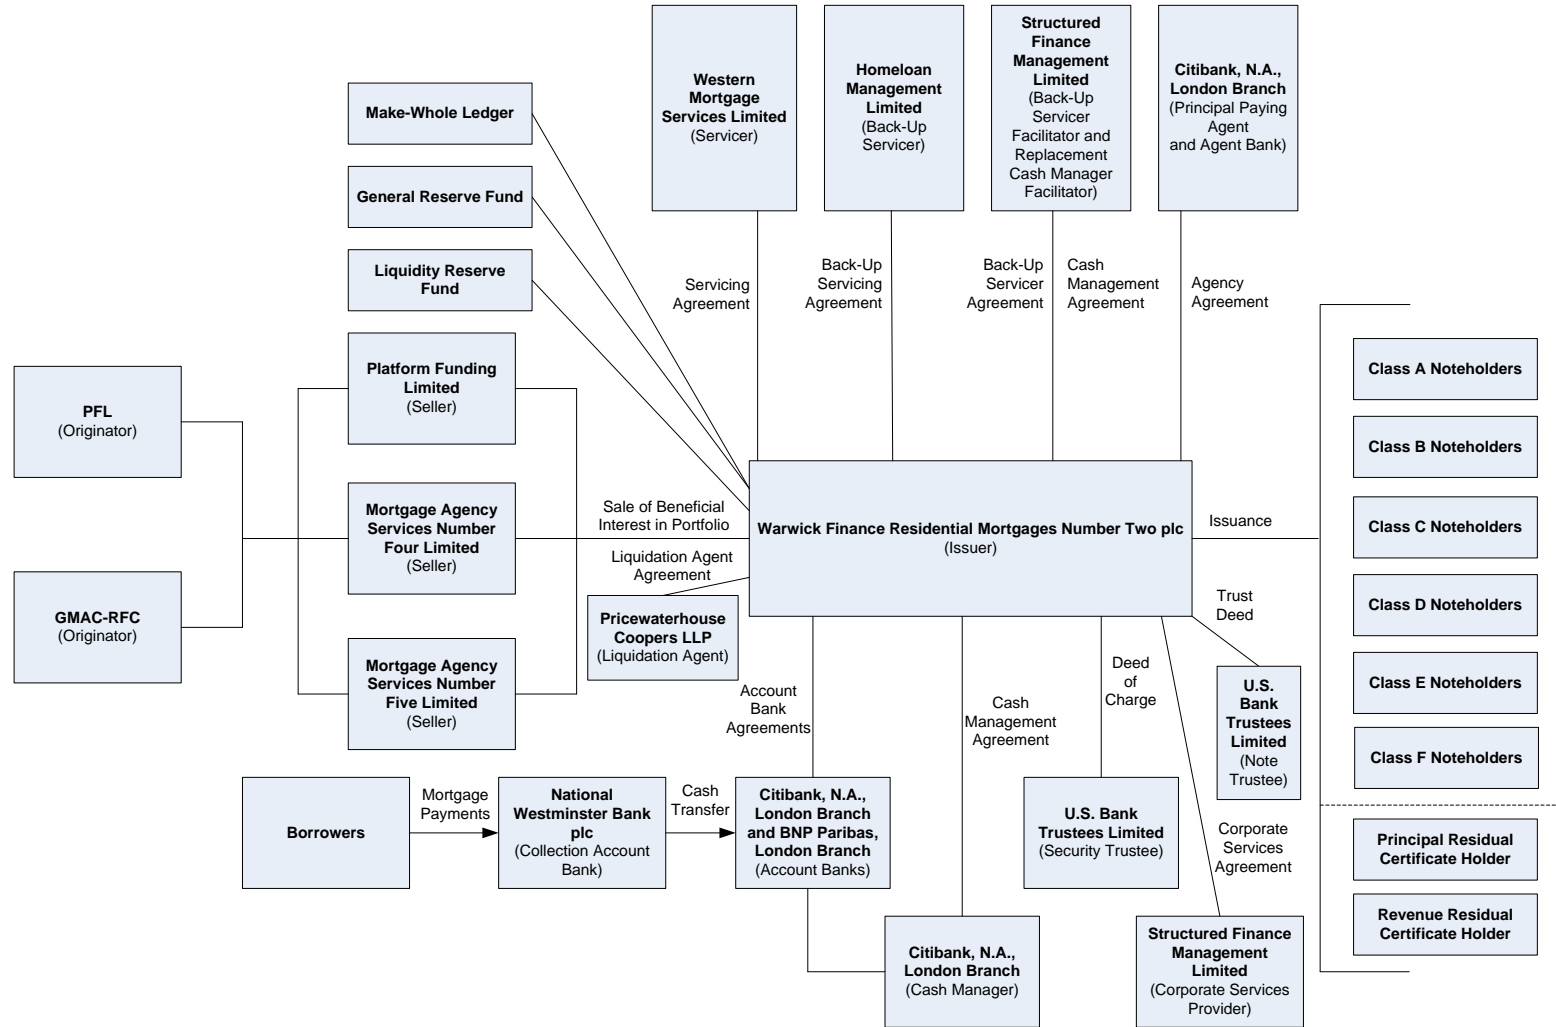 Western
Mortgage
Services Limited
(Servicer)
Homeloan
Management
Limited
(Back-Up
Servicer)
Structured
Finance
Management
Limited
(Back-Up
Servicer
Facilitator and
Replacement
Cash Manager
Facilitator)
Citibank, N.A.,
London Branch
(Principal Paying
Agent
and Agent Bank)
Make-Whole Ledger
General Reserve Fund
Liquidity Reserve
Fund
Servicing
Agreement
Back-Up
Servicing
Agreement
Back-Up
Servicer
Agreement
Cash
Management
Agreement
Agency
Agreement
PFL
(Originator)
GMAC-RFC
(Originator)
Platform Funding
Limited
(Seller)
Mortgage Agency
Services Number
Four Limited
(Seller)
Mortgage Agency
Services Number
Five Limited
(Seller)
Sale of Beneficial
Interest in Portfolio
Liquidation Agent
Agreement
Pricewaterhouse
Coopers LLP
(Liquidation Agent)
Warwick Finance Residential Mortgages Number Two plc
(Issuer)
Issuance
Trust
Deed
Class A Noteholders
Class B Noteholders
Class C Noteholders
Class D Noteholders
Class E Noteholders
Class F Noteholders
Principal Residual
Certificate Holder
Revenue Residual
Certificate Holder
Account
Bank
Agreements
Cash
Management
Agreement
Deed
of
Charge
U.S.
Bank
Trustees
Limited
(Note
Trustee)
Borrowers
Mortgage
Payments
National
Westminster Bank
plc
(Collection Account
Bank)
Cash
Transfer
Citibank, N.A.,
London Branch
and BNP Paribas,
London Branch
(Account Banks)
U.S. Bank
Trustees Limited
(Security Trustee)
Corporate
Services
Agreement
Citibank, N.A.,
London Branch
(Cash Manager)
Structured Finance
Management
Limited
(Corporate Services
Provider)